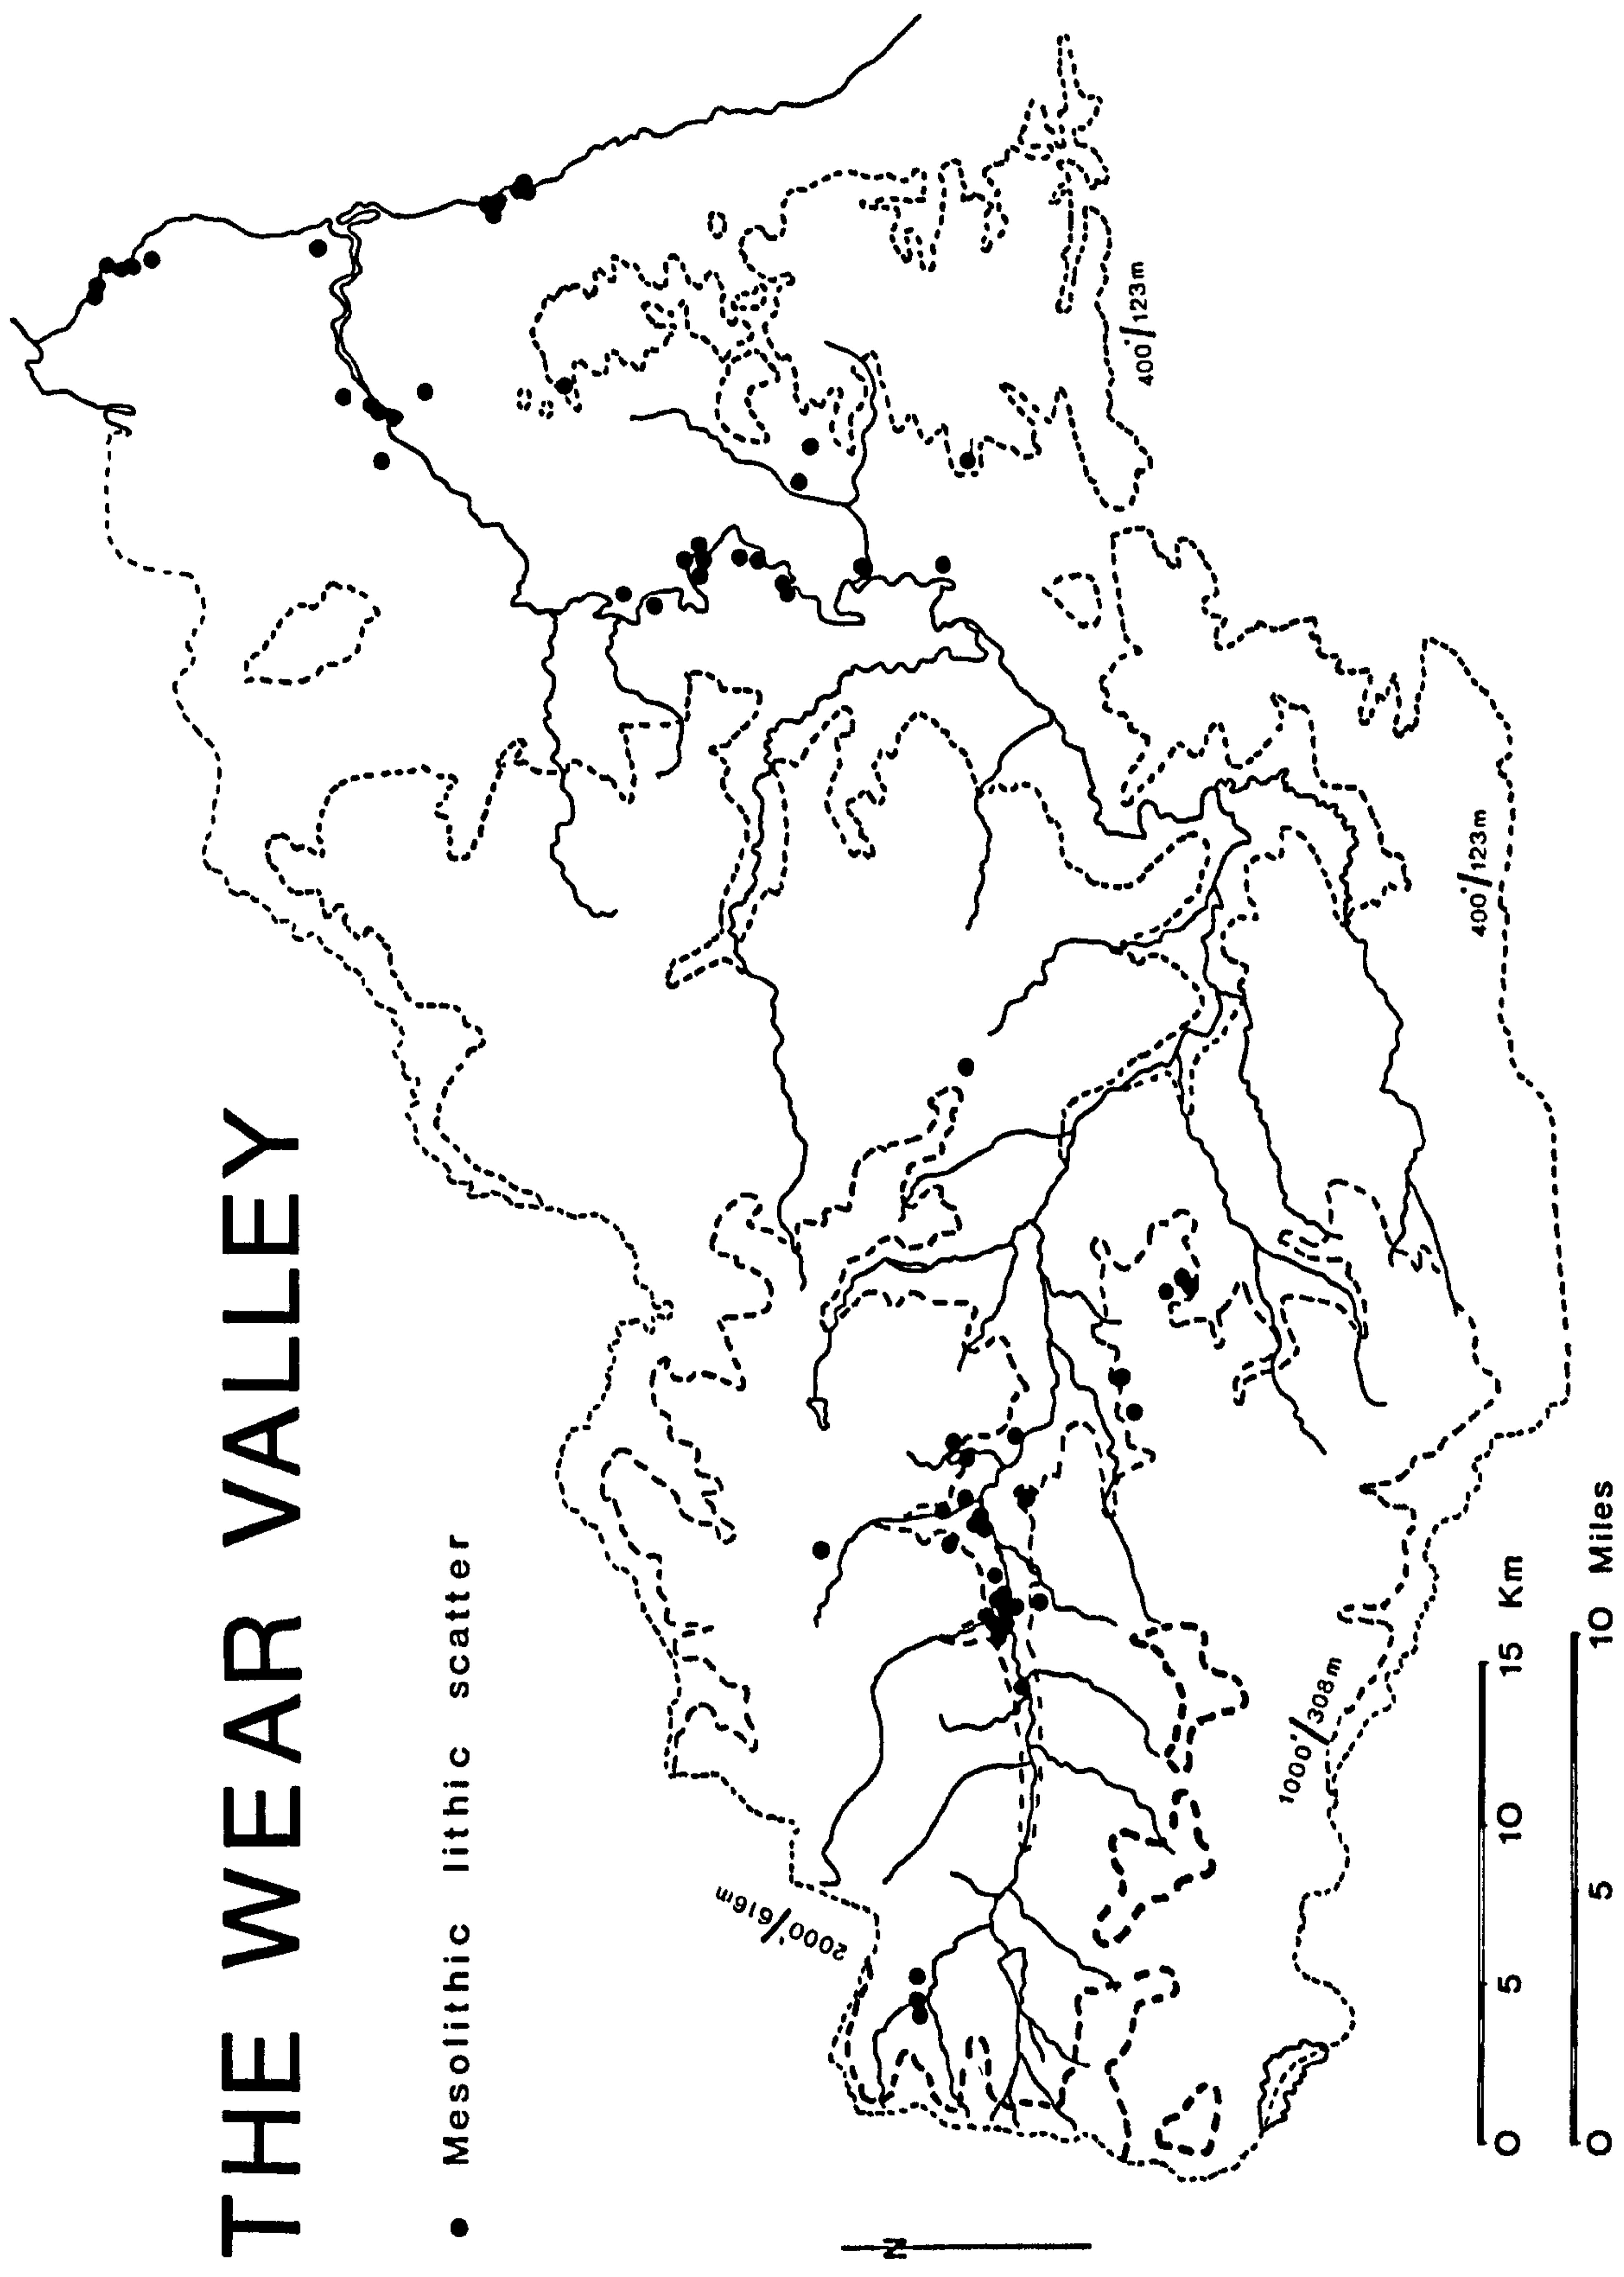 THE WEAR VALLEY
● Mesolithic lithic scatter
2000'/616m
400'/123m
400'/123m
1000'/308m
N
0 5 10 15 Km
0 5 10 Miles